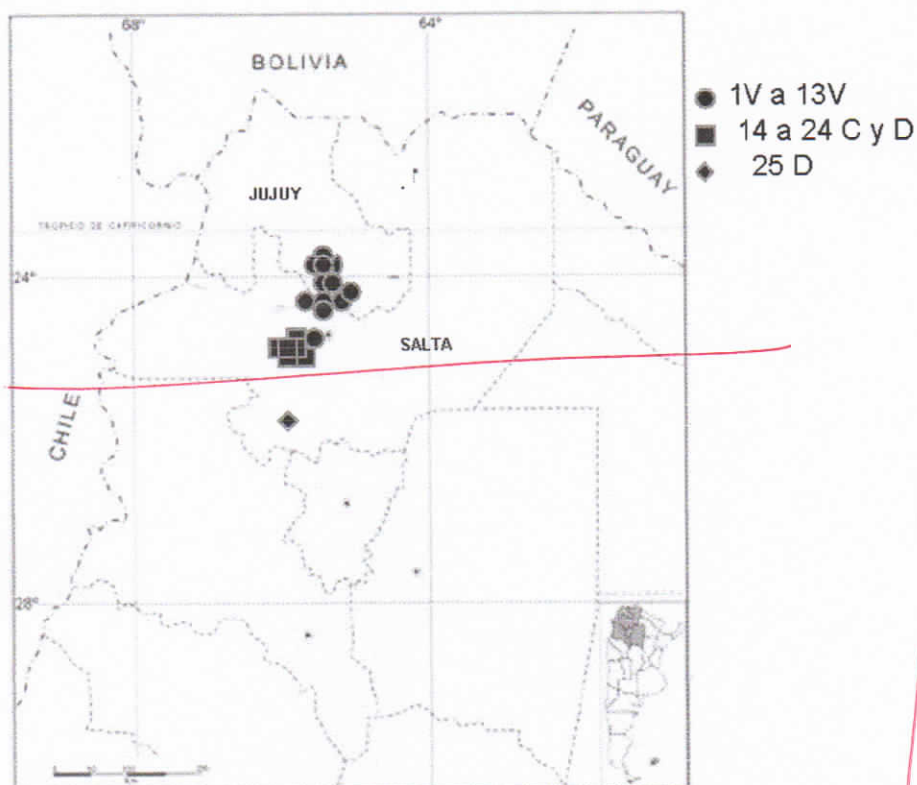 68° 64°
BOLIVIA
PARAGUAY
1V a 13V
14 a 24 C y D
25 D
JUJUY
TROPICO DE CAPRICORNIO
24°
SALTA
CHILE
28°